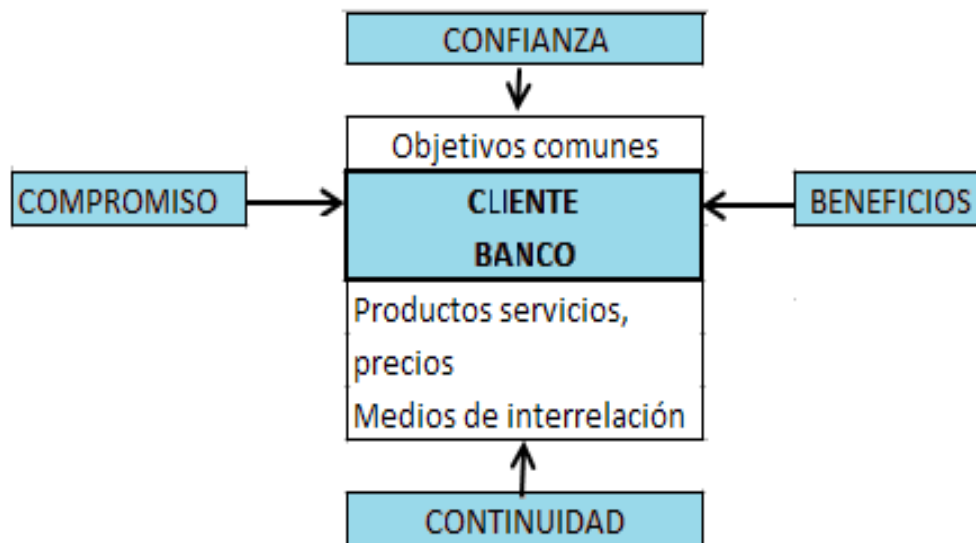 CONFIANZA
Objetivos comunes
COMPROMISO
CLIENTE
BANCO
BENEFICIOS
Productos servicios,
precios
Medios de interrelación
CONTINUIDAD